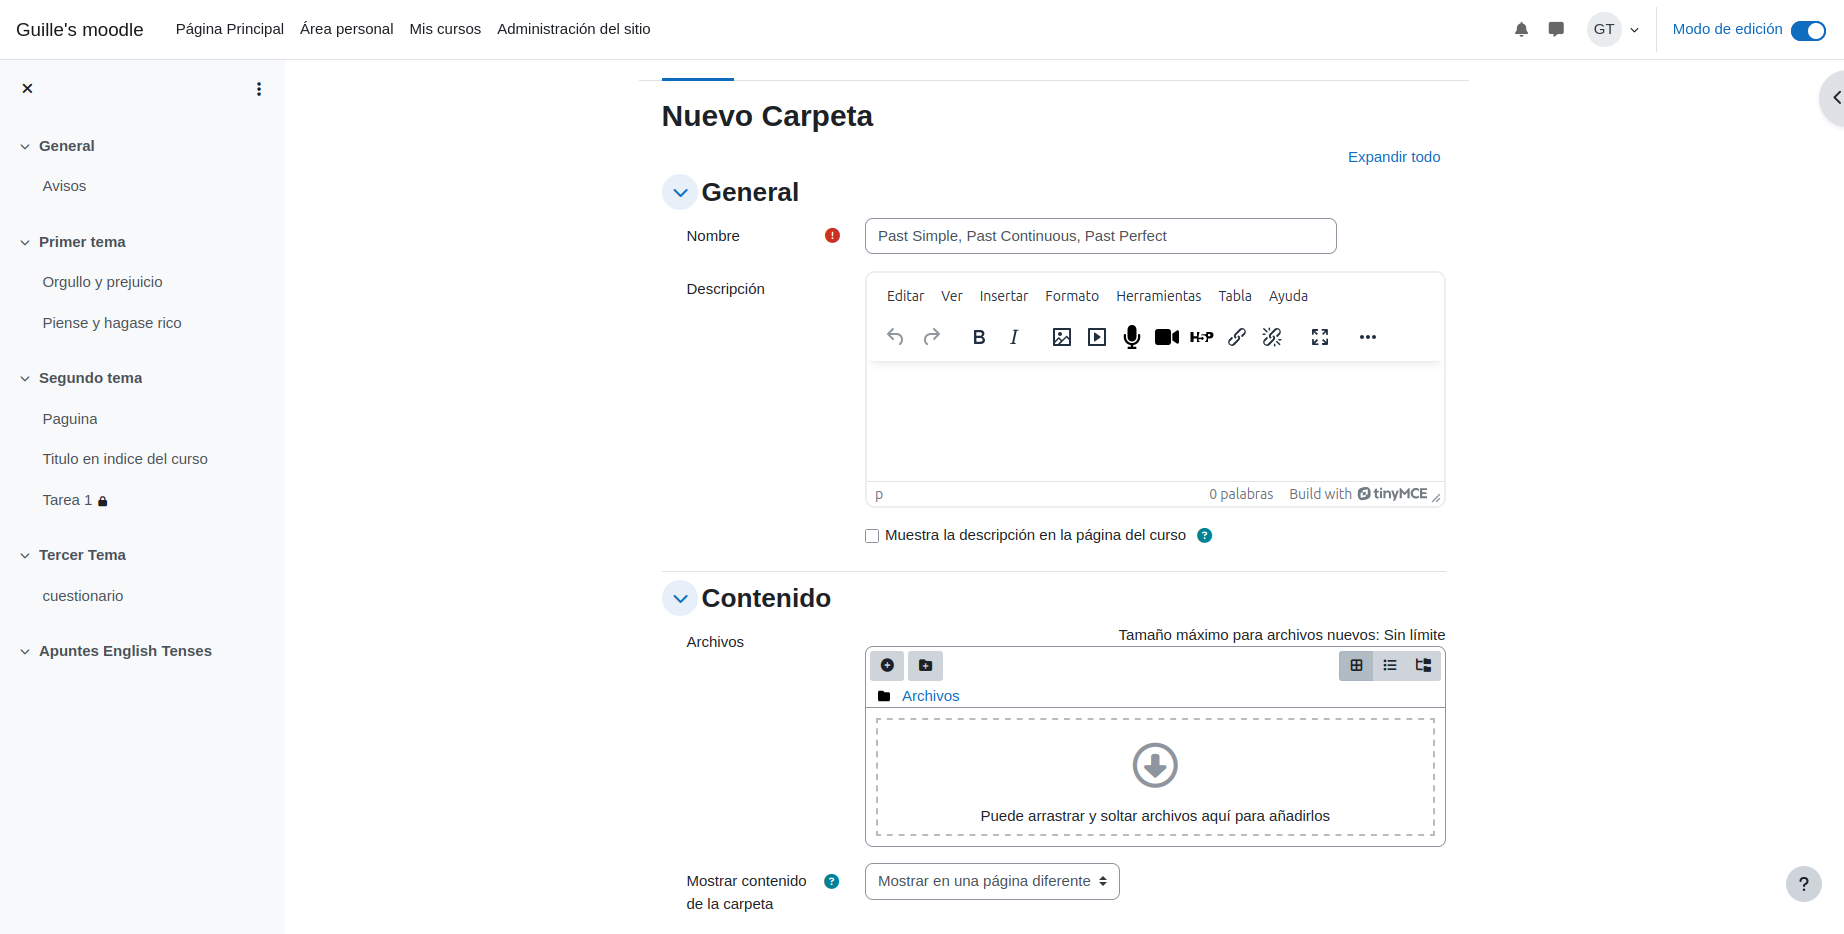 Guille's moodle
Página Principal
Área personal
Mis cursos
Administración del sitio
GT
Modo de edición
General
Avisos
Primer tema
Orgullo y prejuicio
Piense y hagase rico
Segundo tema
Paguina
Titulo en indice del curso
Tarea 1
Tercer Tema
cuestionario
Apuntes English Tenses
Nuevo Carpeta
Expandir todo
General
Nombre
Past Simple, Past Continuous, Past Perfect
Descripción
Editar Ver Insertar Formato Herramientas Tabla Ayuda
B I H5P
p 0 palabras Build with tinyMCE
Muestra la descripción en la página del curso ?
Contenido
Archivos
Tamaño máximo para archivos nuevos: Sin límite
Archivos
Puede arrastrar y soltar archivos aquí para añadirlos
Mostrar contenido
de la carpeta
?
Mostrar en una página diferente
?